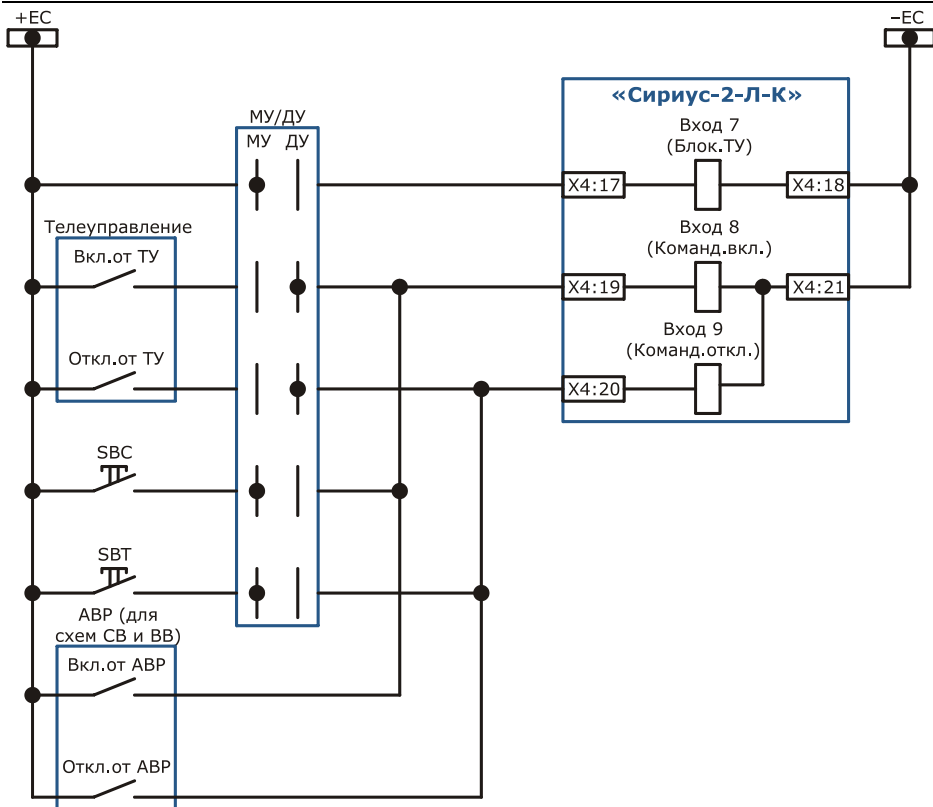 +EC
–EC
«Сириус-2-Л-К»
МУ/ДУ
МУ ДУ
Вход 7
(Блок.ТУ)
X4:17
X4:18
Телеуправление
Вкл.от ТУ
Вход 8
(Команд.вкл.)
X4:19
X4:21
Откл.от ТУ
Вход 9
(Команд.откл.)
X4:20
SBC
SBT
АВР (для
схем СВ и ВВ)
Вкл.от АВР
Откл.от АВР